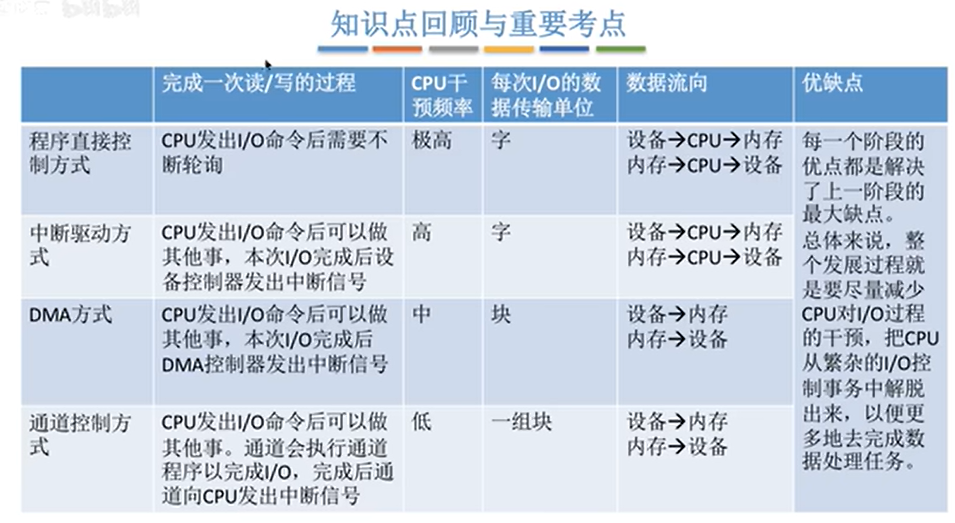 知识点回顾与重要考点
完成一次读/写的过程
CPU干
预频率
每次I/O的数
据传输单位
数据流向
优缺点
程序直接控
制方式
CPU发出I/O命令后需要不
断轮询
极高
字
设备→CPU→内存
内存→CPU→设备
每一个阶段的
优点都是解决
了上一阶段的
最大缺点。
总体来说，整
个发展过程就
是要尽量减少
CPU对I/O过程
的干预，把CPU
从繁杂的I/O控
制事务中解脱
出来，以便更
多地去完成数
据处理任务。
中断驱动方
式
CPU发出I/O命令后可以做
其他事，本次I/O完成后设
备控制器发出中断信号
高
字
设备→CPU→内存
内存→CPU→设备
DMA方式
CPU发出I/O命令后可以做
其他事，本次I/O完成后
DMA控制器发出中断信号
中
块
设备→内存
内存→设备
通道控制方
式
CPU发出I/O命令后可以做
其他事。通道会执行通道
程序以完成I/O，完成后通
道向CPU发出中断信号
低
一组块
设备→内存
内存→设备